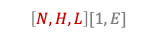 [N, H, L][1, E]